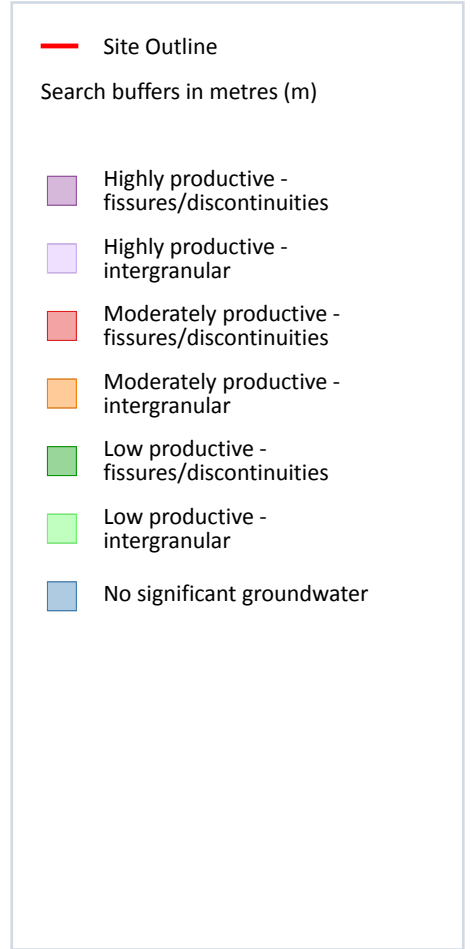 Site Outline
Search buffers in metres (m)
Highly productive -
fissures/discontinuities
Highly productive -
intergranular
Moderately productive -
fissures/discontinuities
Moderately productive -
intergranular
Low productive -
fissures/discontinuities
Low productive -
intergranular
No significant groundwater